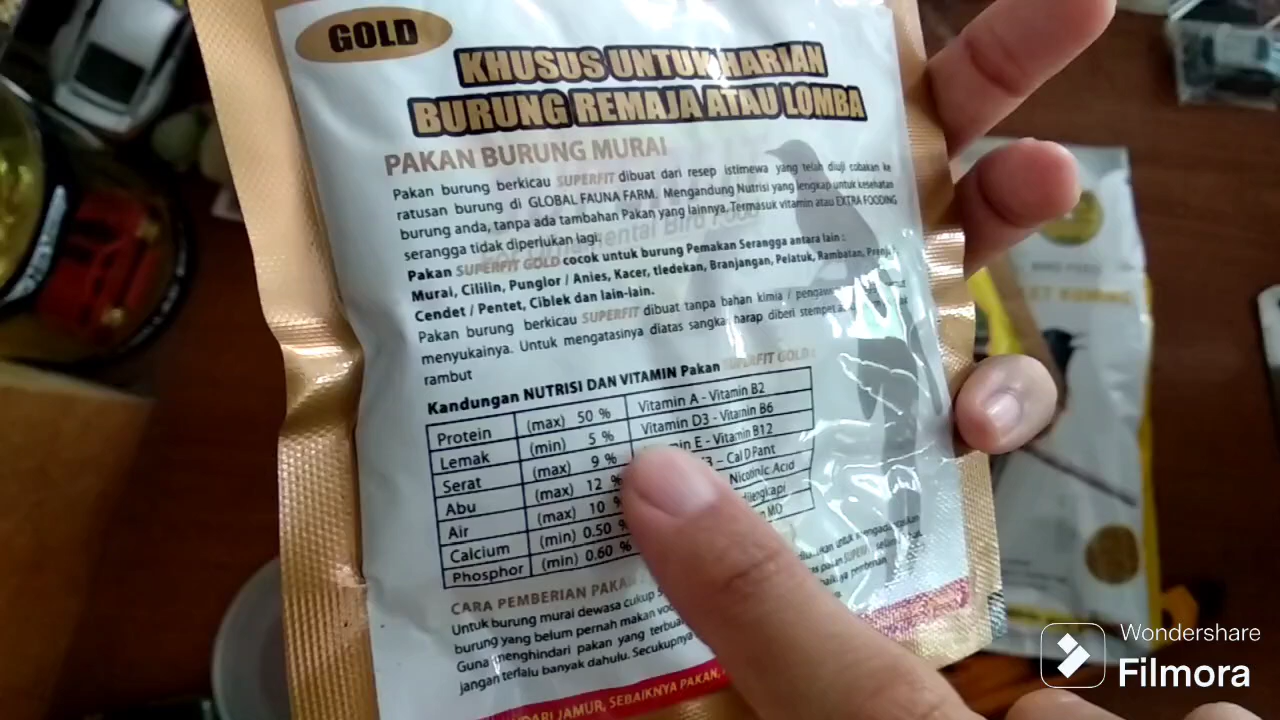 GOLD
KHUSUS UNTUK HARIAN
BURUNG REMAJA ATAU LOMBA
PAKAN BURUNG MURAI
Pakan burung berkicau SUPERFIT dibuat dari resep istimewa yang telah diuji cobakan ke
ratusan burung di GLOBAL FAUNA FARM. Mengandung Nutrisi yang lengkap untuk kesehatan
burung anda, tanpa ada tambahan Pakan yang lainnya. Termasuk vitamin atau EXTRA FOODING
serangga tidak diperlukan lagi.
Pakan SUPERFIT GOLD cocok untuk burung Pemakan Serangga antara lain :
Murai, Cililin, Punglor / Anies, Kacer, tledekan, Branjangan, Pelatuk, Rambatan,
Cendet / Pentet, Ciblek dan lain-lain.
Pakan burung berkicau SUPERFIT dibuat tanpa bahan kimia /
menyukainya. Untuk mengatasinya diatas sangkar harap diberi
rambut
Kandungan NUTRISI DAN VITAMIN Pakan SUPERFIT GOLD :
Protein (max) 50 % Vitamin A - Vitamin B2
Lemak (min) 5 % Vitamin D3 - Vitamin B6
Serat (max) 9 % E - Vitamin B12
Abu (max) 12 % - Cal D Pant
Air (max) 10 % Nicotinic Acid
Calcium (min) 0.50 %
Phosphor (min) 0.60 %
CARA PEMBERIAN PAKAN
Untuk burung murai dewasa cukup
burung yang belum pernah makan
Guna menghindari pakan yang
jangan terlalu banyak dahulu. Secukupnya
DARI JAMUR, SEBAIKNYA PAKAN,
Wondershare
Filmora